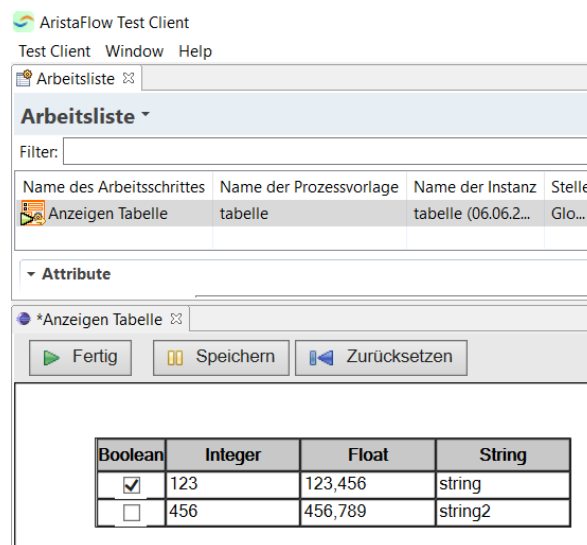 AristaFlow Test Client
Test Client Window Help
Arbeitsliste
Arbeitsliste
Filter:
Name des Arbeitsschrittes Name der Prozessvorlage Name der Instanz Stelle
Anzeigen Tabelle tabelle tabelle (06.06.2... Glo...
Attribute
*Anzeigen Tabelle
Fertig Speichern Zurücksetzen
Boolean Integer Float String
123 123,456 string
456 456,789 string2